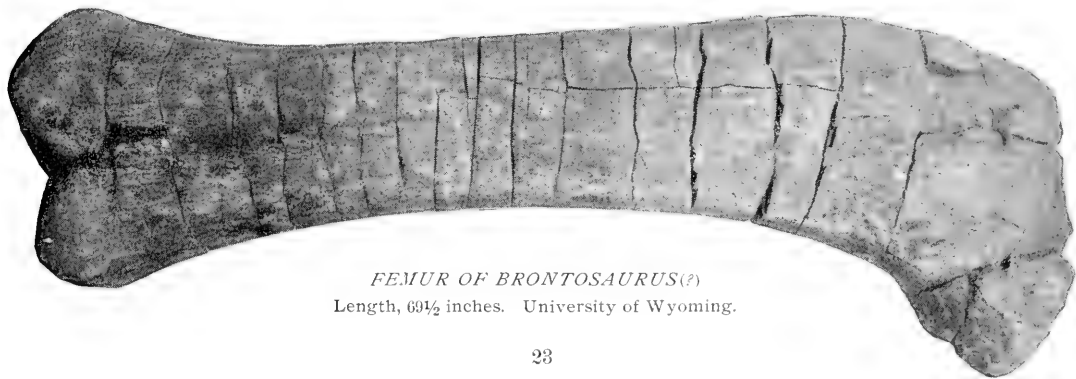 FEMUR OF BRONTOSAURUS(?)
Length, 69½ inches. University of Wyoming.
23